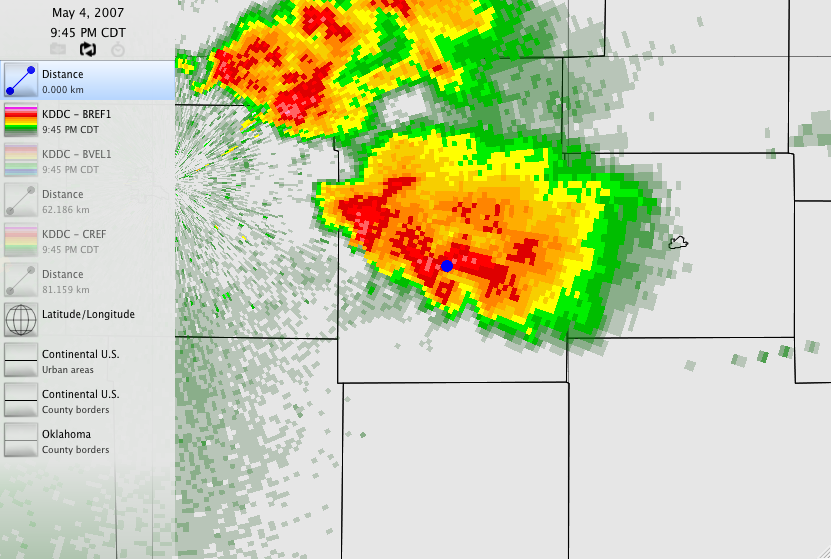 May 4, 2007
9:45 PM CDT
Distance
0.000 km
KDDC - BREF1
9:45 PM CDT
KDDC - BVEL1
9:45 PM CDT
Distance
62.186 km
KDDC - CREF
9:45 PM CDT
Distance
81.159 km
Latitude/Longitude
Continental U.S.
Urban areas
Continental U.S.
County borders
Oklahoma
County borders